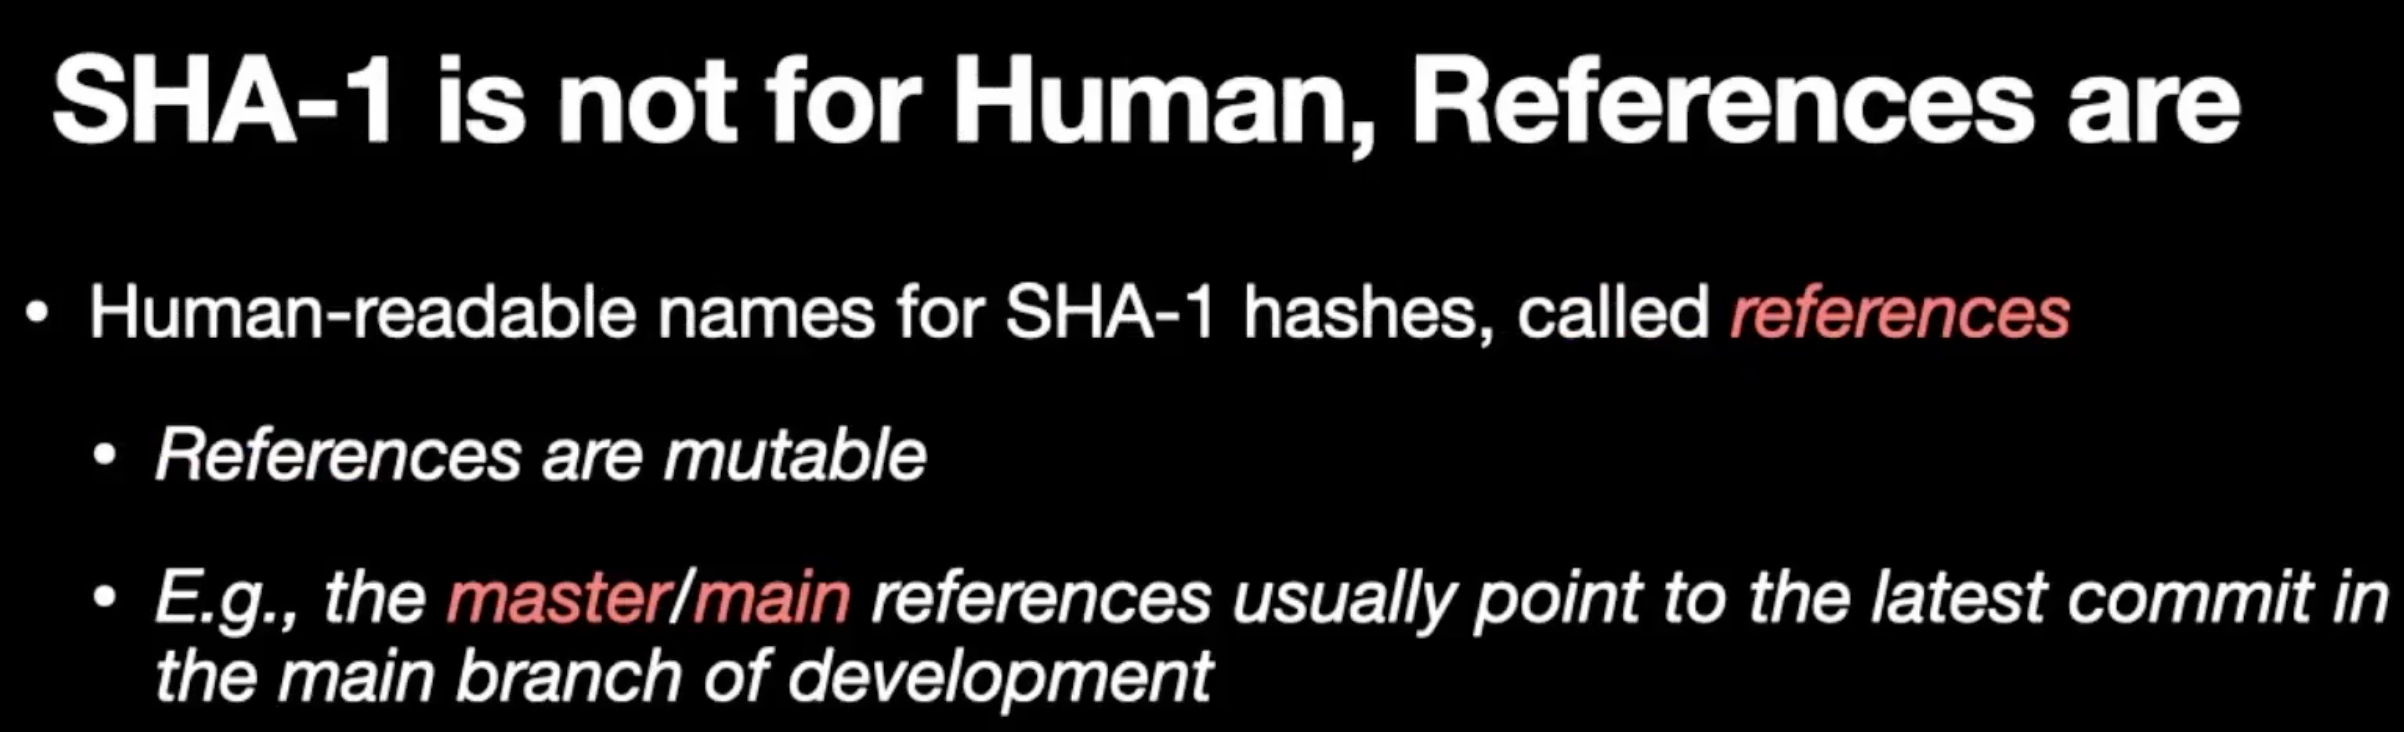 SHA-1 is not for Human, References are
• Human-readable names for SHA-1 hashes, called references
• References are mutable
• E.g., the master/main references usually point to the latest commit in
the main branch of development